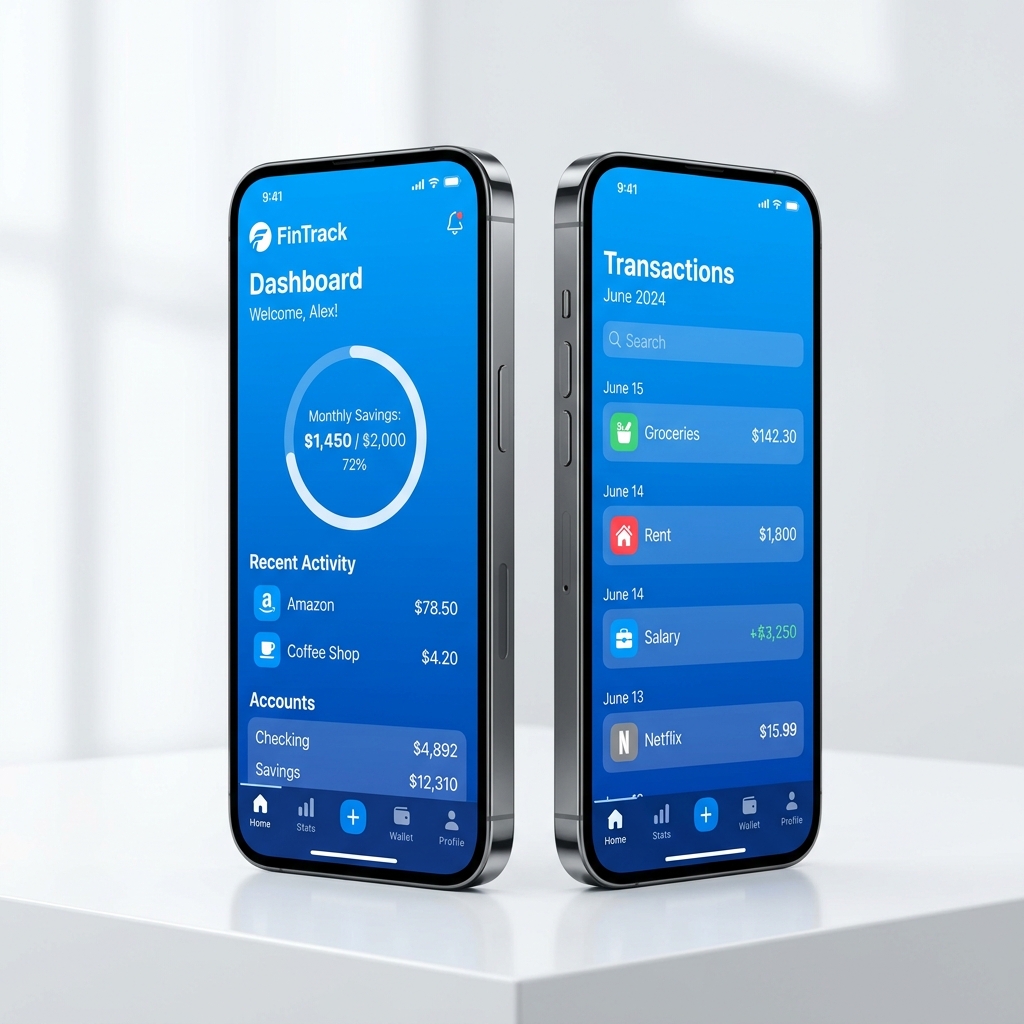 9:41
FinTrack
Dashboard
Welcome, Alex!
Monthly Savings:
$1,450 / $2,000
72%
Recent Activity
Amazon $78.50
Coffee Shop $4.20
Accounts
Checking $4,892
Savings $12,310
Home Stats + Wallet Profile
9:41
Transactions
June 2024
Search
June 15
Groceries $142.30
June 14
Rent $1,800
June 14
Salary +$3,250
June 13
N Netflix $15.99
Home Stats + Wallet Profile